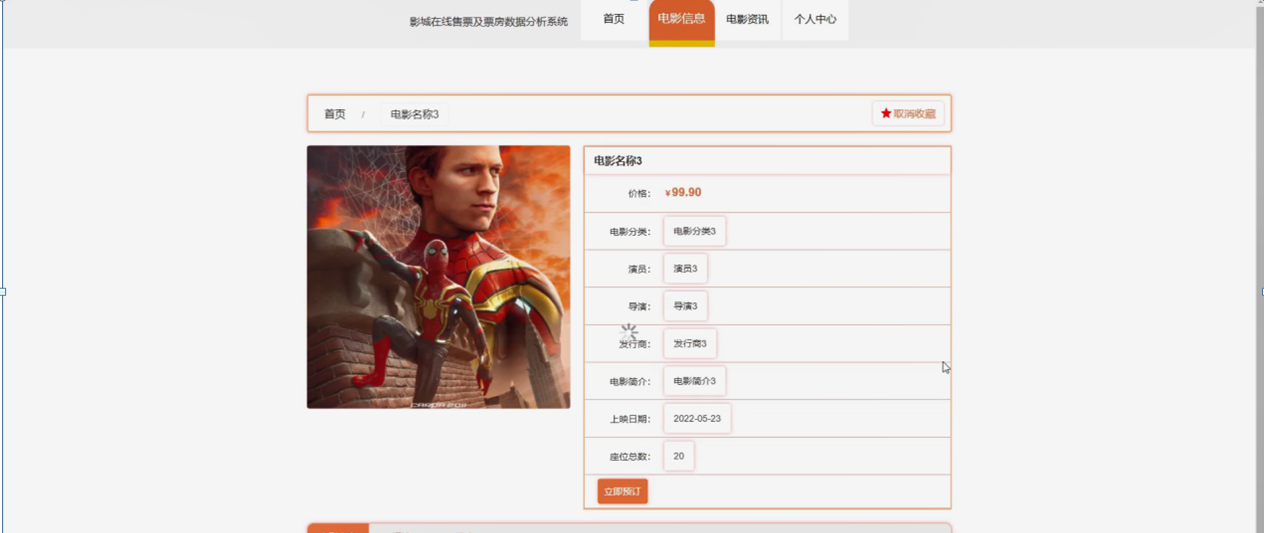 影城在线售票及票房数据分析系统 首页 电影信息 电影资讯 个人中心
首页 / 电影名称3 ★取消收藏
电影名称3
价格： ¥99.90
电影分类： 电影分类3
演员： 演员3
导演： 导演3
发行商： 发行商3
电影简介： 电影简介3
上映日期： 2022-05-23
座位总数： 20
立即预订